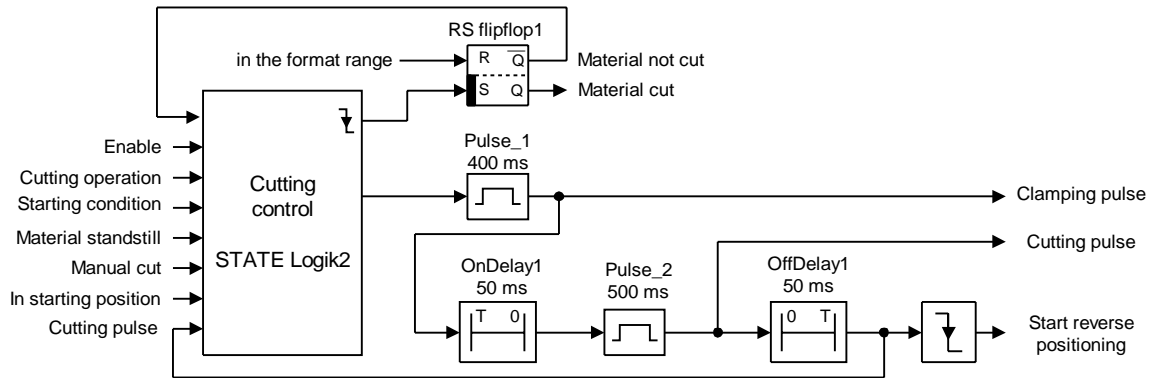 RS flipflop1
in the format range
R Q
Material not cut
S Q
Material cut
Enable
Cutting operation
Starting condition
Material standstill
Manual cut
In starting position
Cutting pulse
Cutting
control
STATE Logik2
Pulse_1
400 ms
Clamping pulse
Cutting pulse
OnDelay1
50 ms
T 0
Pulse_2
500 ms
OffDelay1
50 ms
0 T
Start reverse
positioning